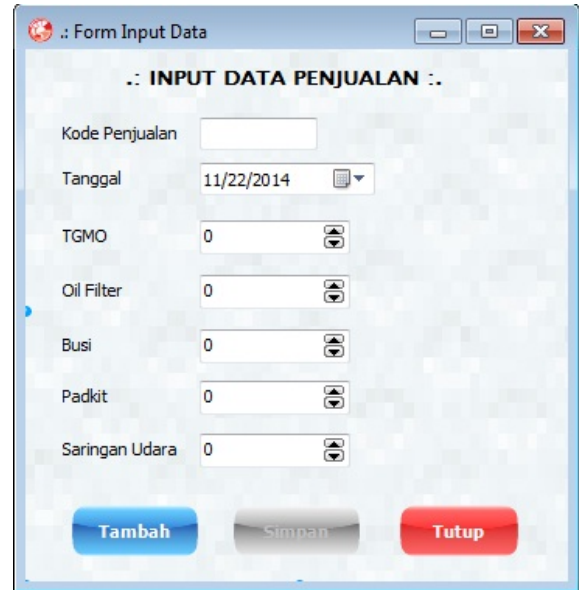 .: Form Input Data
.: INPUT DATA PENJUALAN :.
Kode Penjualan
Tanggal 11/22/2014
TGMO 0
Oil Filter 0
Busi 0
Padkit 0
Saringan Udara 0
Tambah Simpan Tutup